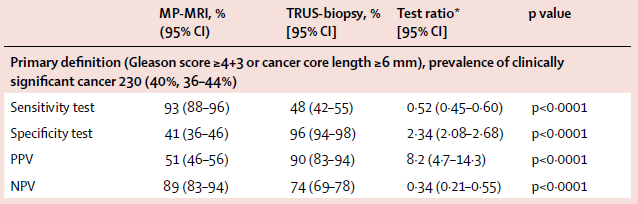 MP-MRI, % TRUS-biopsy, % Test ratio* p value
(95% CI) [95% CI] [95% CI]
Primary definition (Gleason score ≥4+3 or cancer core length ≥6 mm), prevalence of clinically
significant cancer 230 (40%, 36–44%)
Sensitivity test 93 (88–96) 48 (42–55) 0·52 (0·45–0·60) p<0·0001
Specificity test 41 (36–46) 96 (94–98) 2·34 (2·08–2·68) p<0·0001
PPV 51 (46–56) 90 (83–94) 8·2 (4·7–14·3) p<0·0001
NPV 89 (83–94) 74 (69–78) 0·34 (0·21–0·55) p<0·0001